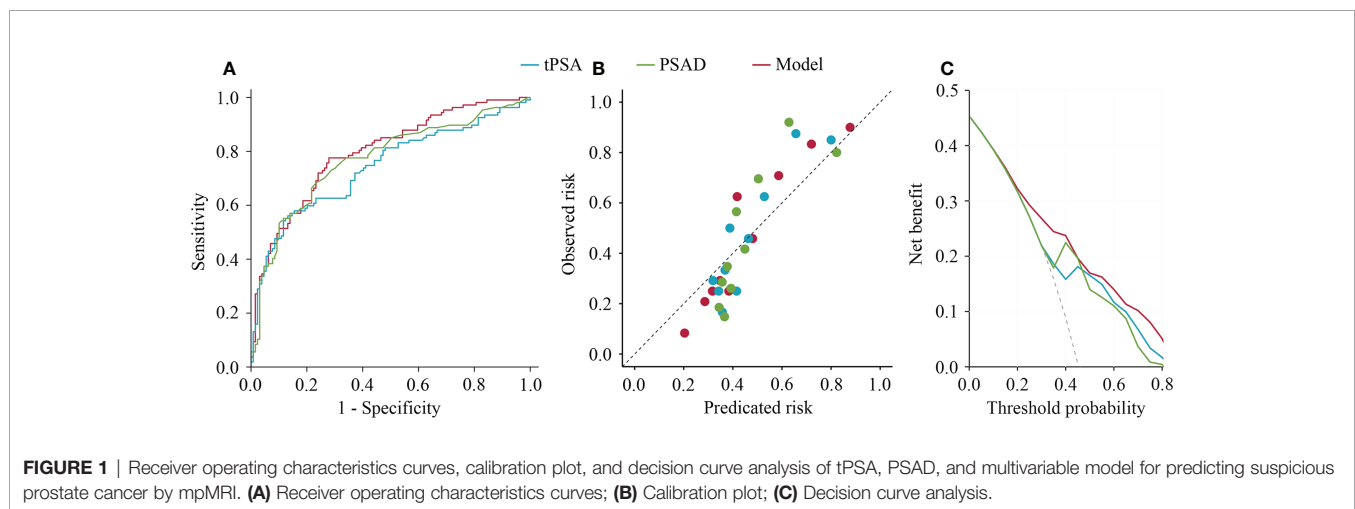 A
tPSA
B
PSAD
Model
C
1.0
0.8
0.6
0.4
0.2
0.0
Sensitivity
0.0 0.2 0.4 0.6 0.8 1.0
1 - Specificity
1.0
0.8
0.6
0.4
0.2
0.0
Observed risk
0.0 0.2 0.4 0.6 0.8 1.0
Predicated risk
0.5
0.4
0.3
0.2
0.1
0.0
Net benefit
0.0 0.2 0.4 0.6 0.8
Threshold probability
FIGURE 1 | Receiver operating characteristics curves, calibration plot, and decision curve analysis of tPSA, PSAD, and multivariable model for predicting suspicious
prostate cancer by mpMRI. (A) Receiver operating characteristics curves; (B) Calibration plot; (C) Decision curve analysis.